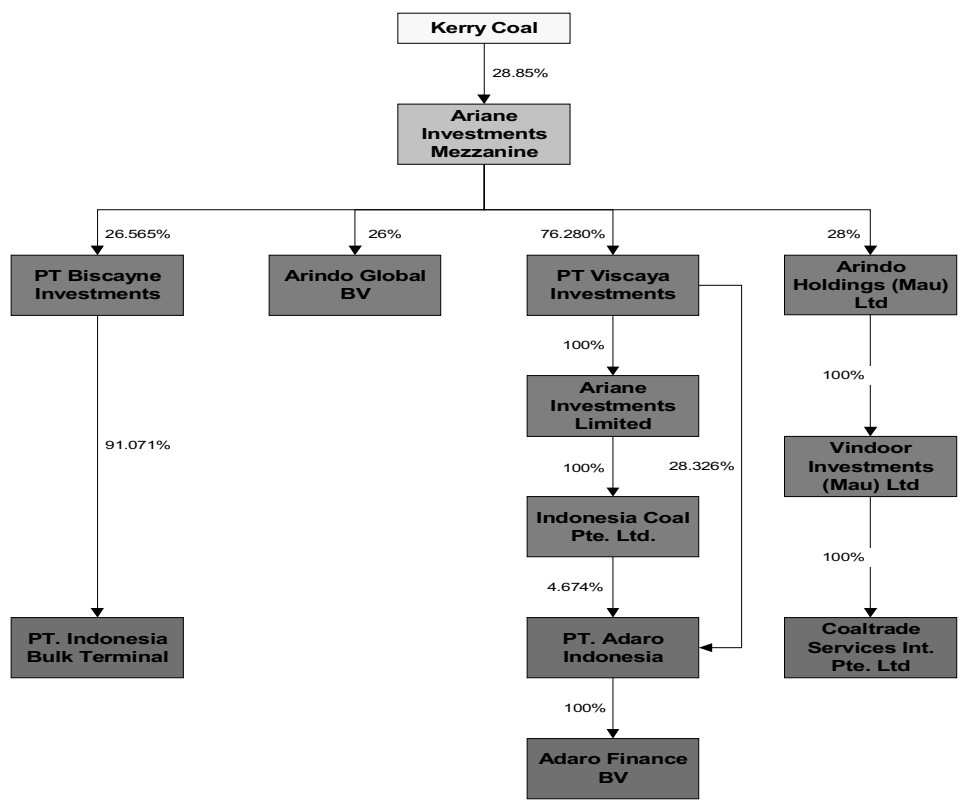 Kerry Coal
28.85%
Ariane
Investments
Mezzanine
26.565%
26%
76.280%
28%
PT Biscayne
Investments
Arindo Global
BV
PT Viscaya
Investments
Arindo
Holdings (Mau)
Ltd
100%
100%
Ariane
Investments
Limited
91.071%
Vindoor
Investments
(Mau) Ltd
100%
28.326%
Indonesia Coal
Pte. Ltd.
100%
4.674%
PT. Indonesia
Bulk Terminal
PT. Adaro
Indonesia
Coaltrade
Services Int.
Pte. Ltd
100%
Adaro Finance
BV